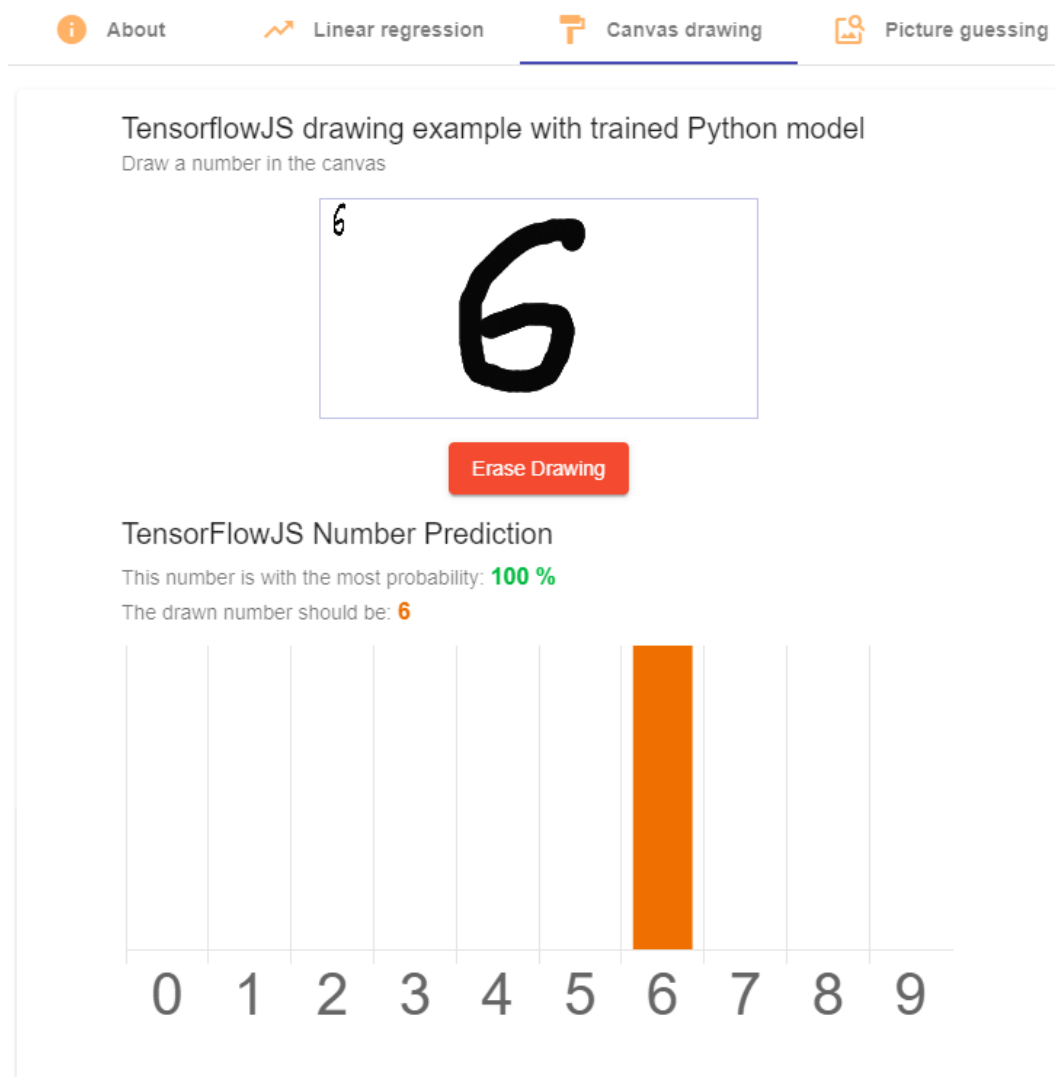 About Linear regression Canvas drawing Picture guessing
TensorflowJS drawing example with trained Python model
Draw a number in the canvas
6
6
Erase Drawing
TensorFlowJS Number Prediction
This number is with the most probability: 100 %
The drawn number should be: 6
0 1 2 3 4 5 6 7 8 9